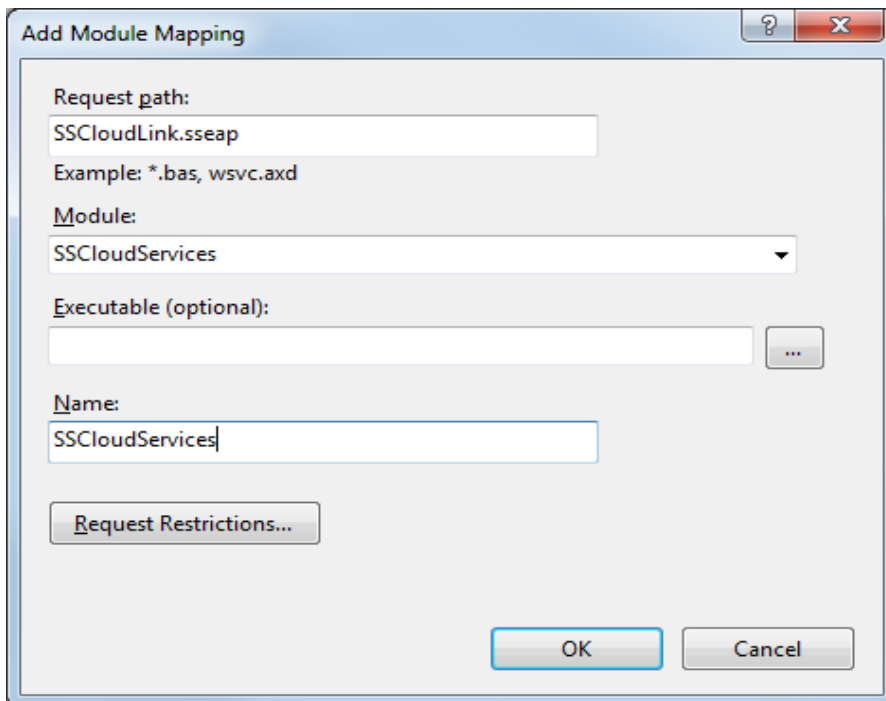 Add Module Mapping
Request path:
SSCloudLink.sseap
Example: *.bas, wsvc.axd
Module:
SSCloudServices
Executable (optional):
...
Name:
SSCloudServices
Request Restrictions...
OK Cancel